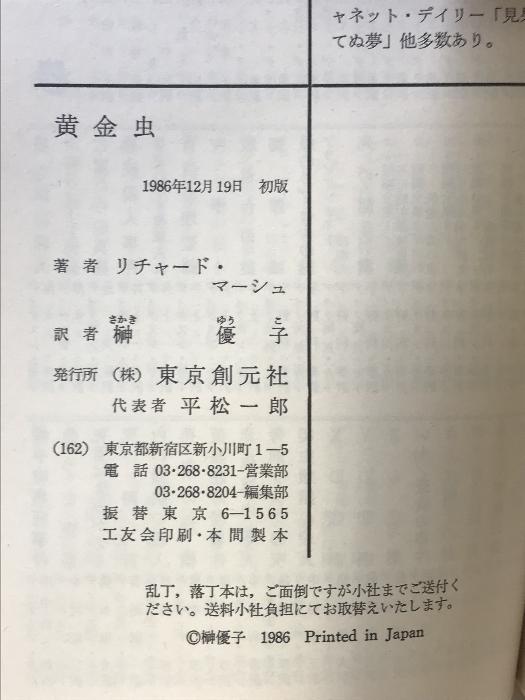 ャネット・デイリー「見果
てぬ夢」他多数あり。
黄金虫
1986年12月19日 初版
著者 リチャード・
マーシュ
さかき ゆう こ
訳者 榊 優 子
発行所 (株) 東京創元社
代表者 平松一郎
(162) 東京都新宿区新小川町1―5
電話 03・268・8231-営業部
03・268・8204-編集部
振替東京 6―1565
工友会印刷・本間製本
乱丁,落丁本は,ご面倒ですが小社までご送付く
ださい。送料小社負担にてお取替えいたします。
©榊優子 1986 Printed in Japan